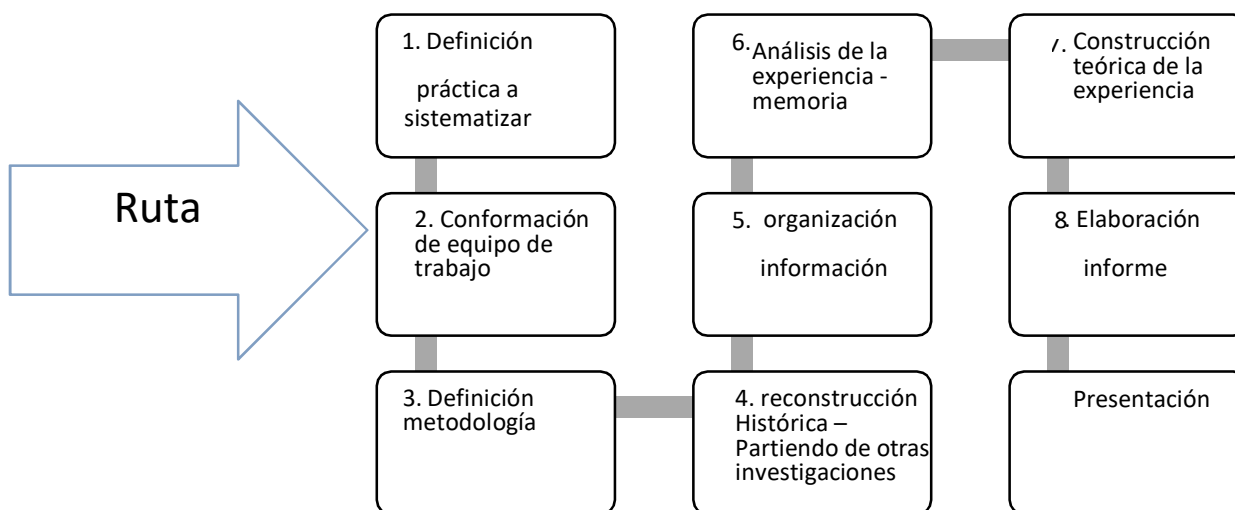 Ruta
1. Definición
práctica a
sistematizar
2. Conformación
de equipo de
trabajo
3. Definición
metodología
4. reconstrucción
Histórica –
Partiendo de otras
investigaciones
5. organización
información
6. Análisis de la
experiencia -
memoria
7. Construcción
teórica de la
experiencia
8. Elaboración
informe
Presentación